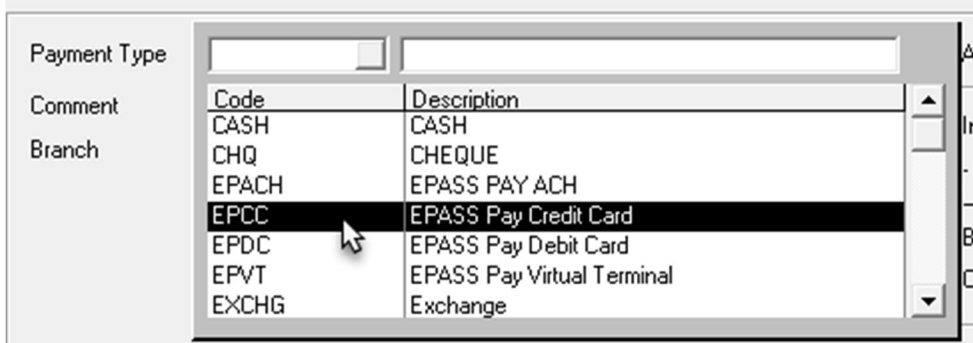 Payment Type
Comment
Branch
Code Description
CASH CASH
CHQ CHEQUE
EPACH EPASS PAY ACH
EPCC EPASS Pay Credit Card
EPDC EPASS Pay Debit Card
EPVT EPASS Pay Virtual Terminal
EXCHG Exchange